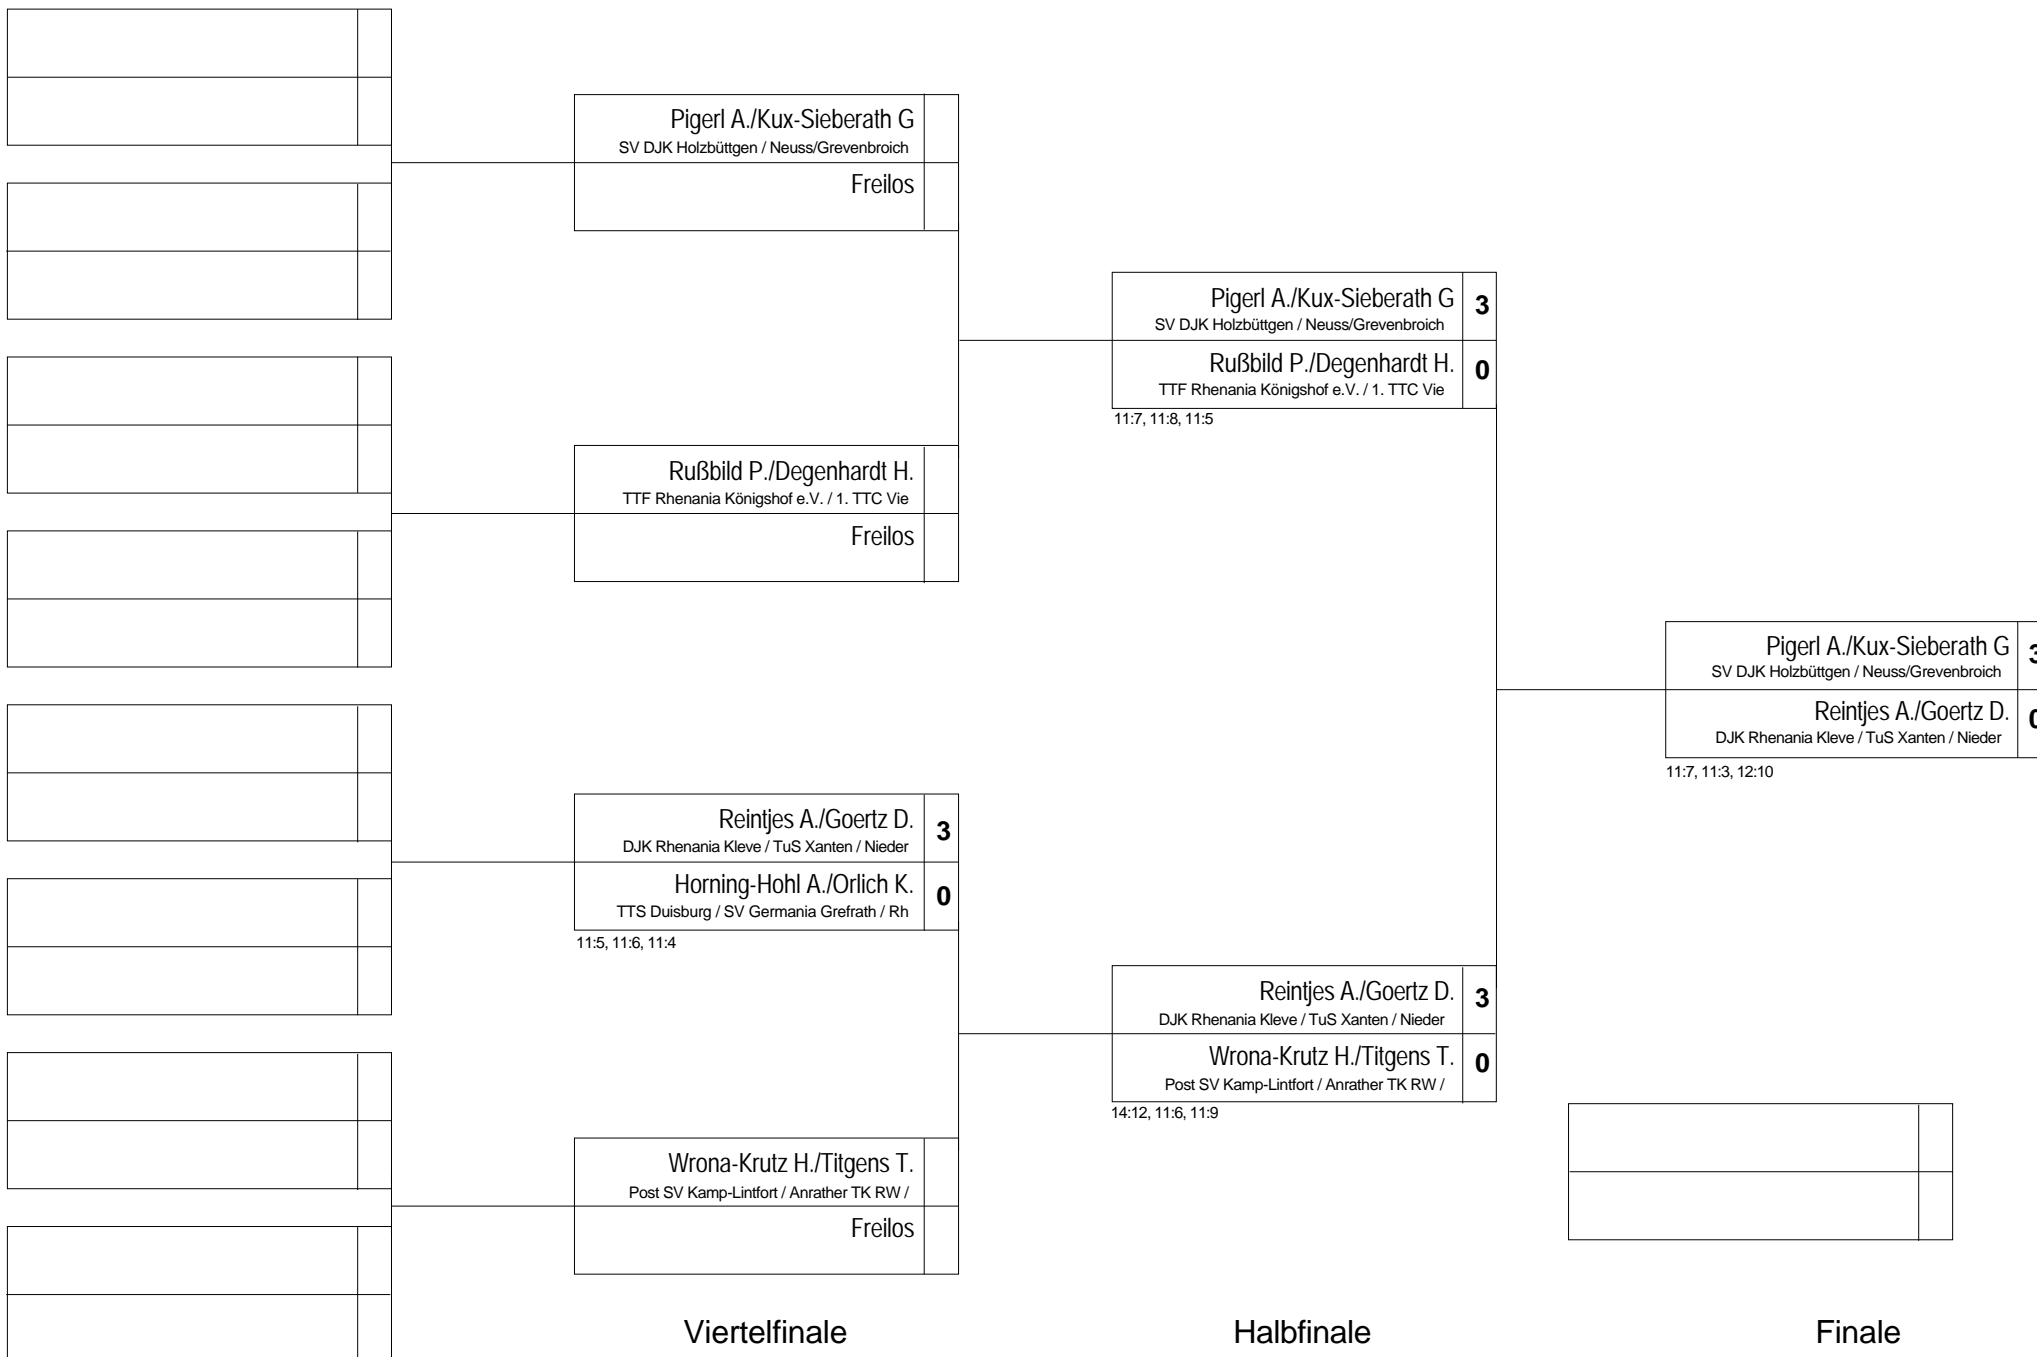 Pigerl A./Kux-Sieberath G
SV DJK Holzbüttgen / Neuss/Grevenbroich
Freilos
Rußbild P./Degenhardt H.
TTF Rhenania Königshof e.V. / 1. TTC Vie
Freilos
Reintjes A./Goertz D. 3
DJK Rhenania Kleve / TuS Xanten / Nieder
Horning-Hohl A./Orlich K. 0
TTS Duisburg / SV Germania Grefrath / Rh
11:5, 11:6, 11:4
Wrona-Krutz H./Titgens T.
Post SV Kamp-Lintfort / Anrather TK RW /
Freilos
Viertelfinale
Pigerl A./Kux-Sieberath G 3
SV DJK Holzbüttgen / Neuss/Grevenbroich
Rußbild P./Degenhardt H. 0
TTF Rhenania Königshof e.V. / 1. TTC Vie
11:7, 11:8, 11:5
Reintjes A./Goertz D. 3
DJK Rhenania Kleve / TuS Xanten / Nieder
Wrona-Krutz H./Titgens T. 0
Post SV Kamp-Lintfort / Anrather TK RW /
14:12, 11:6, 11:9
Halbfinale
Pigerl A./Kux-Sieberath G 3
SV DJK Holzbüttgen / Neuss/Grevenbroich
Reintjes A./Goertz D. 0
DJK Rhenania Kleve / TuS Xanten / Nieder
11:7, 11:3, 12:10
Finale